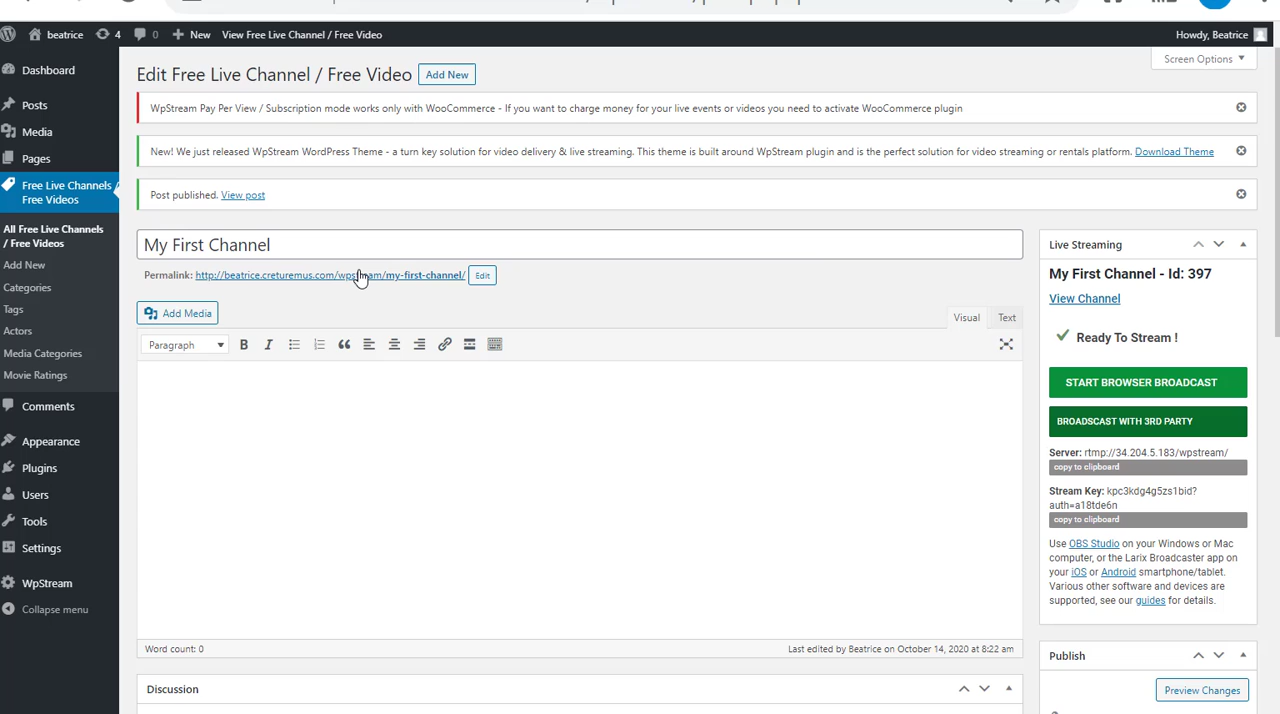 beatrice
4
0
New
View Free Live Channel / Free Video
Howdy, Beatrice
Dashboard
Posts
Media
Pages
Free Live Channels /
Free Videos
All Free Live Channels
/ Free Videos
Add New
Categories
Tags
Actors
Media Categories
Movie Ratings
Comments
Appearance
Plugins
Users
Tools
Settings
WpStream
Collapse menu
Screen Options
Edit Free Live Channel / Free Video
Add New
WpStream Pay Per View / Subscription mode works only with WooCommerce - If you want to charge money for your live events or videos you need to activate WooCommerce plugin
New! We just released WpStream WordPress Theme - a turn key solution for video delivery & live streaming. This theme is built around WpStream plugin and is the perfect solution for video streaming or rentals platform. Download Theme
Post published. View post
My First Channel
Permalink: http://beatrice.creturemus.com/wpstream/my-first-channel/ Edit
Add Media
Visual
Text
Paragraph
Word count: 0
Last edited by Beatrice on October 14, 2020 at 8:22 am
Discussion
Live Streaming
My First Channel - Id: 397
View Channel
Ready To Stream !
START BROWSER BROADCAST
BROADSCAST WITH 3RD PARTY
Server: rtmp://34.204.5.183/wpstream/
copy to clipboard
Stream Key: kpc3kdg4g5zs1bid?
auth=a18tde6n
copy to clipboard
Use OBS Studio on your Windows or Mac
computer, or the Larix Broadcaster app on
your iOS or Android smartphone/tablet.
Various other software and devices are
supported, see our guides for details.
Publish
Preview Changes